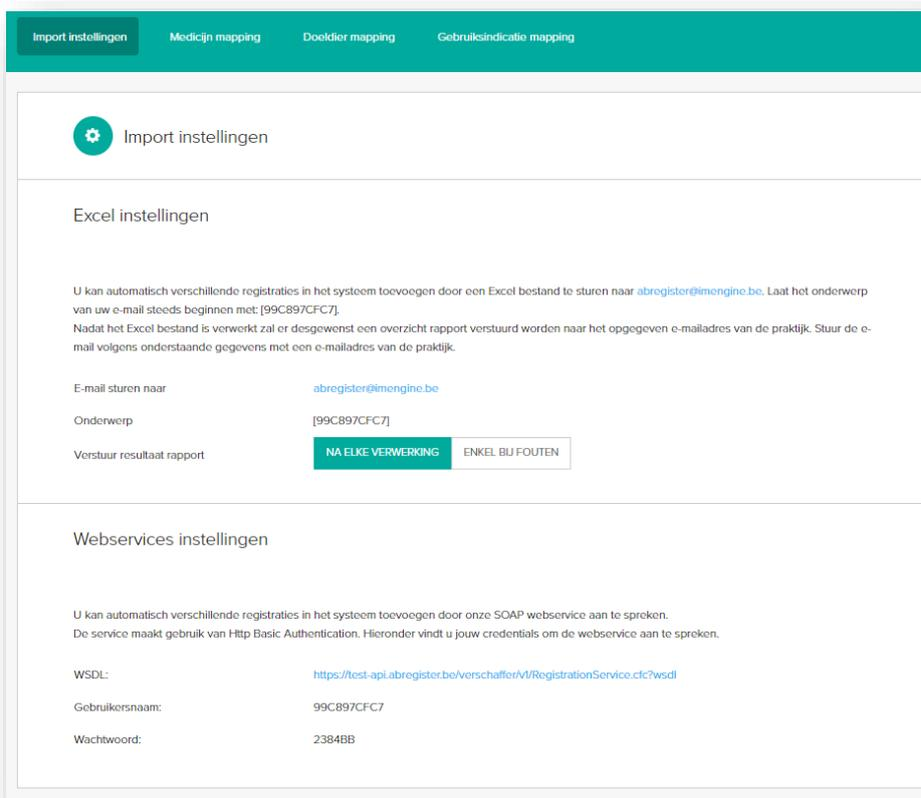 Import instellingen Medicijn mapping Doeldier mapping Gebruiksindicatie mapping
Import instellingen
Excel instellingen
U kan automatisch verschillende registraties in het systeem toevoegen door een Excel bestand te sturen naar abregister@imengine.be. Laat het onderwerp
van uw e-mail steeds beginnen met: [99C897CFC7].
Nadat het Excel bestand is verwerkt zal er desgewenst een overzicht rapport verstuurd worden naar het opgegeven e-mailadres van de praktijk. Stuur de e-
mail volgens onderstaande gegevens met een e-mailadres van de praktijk.
E-mail sturen naar abregister@imengine.be
Onderwerp [99C897CFC7]
Verstuur resultaat rapport NA ELKE VERWERKING ENKEL BIJ FOUTEN
Webservices instellingen
U kan automatisch verschillende registraties in het systeem toevoegen door onze SOAP webservice aan te spreken.
De service maakt gebruik van Http Basic Authentication. Hieronder vindt u jouw credentials om de webservice aan te spreken.
WSDL: https://test-api.abregister.be/verschaffer/v1/RegistrationService.cfc?wsdl
Gebruikersnaam: 99C897CFC7
Wachtwoord: 2384BB